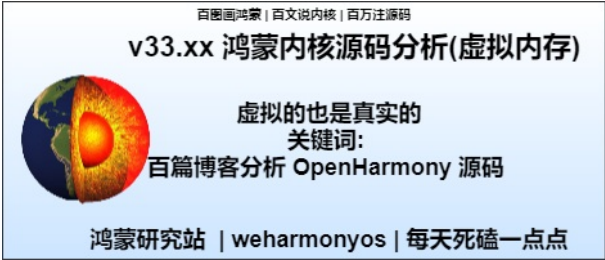 百图画鸿蒙 | 百文说内核 | 百万注源码
v33.xx 鸿蒙内核源码分析(虚拟内存)
虚拟的也是真实的
关键词:
百篇博客分析 OpenHarmony 源码
鸿蒙研究站 | weharmonyos | 每天死磕一点点